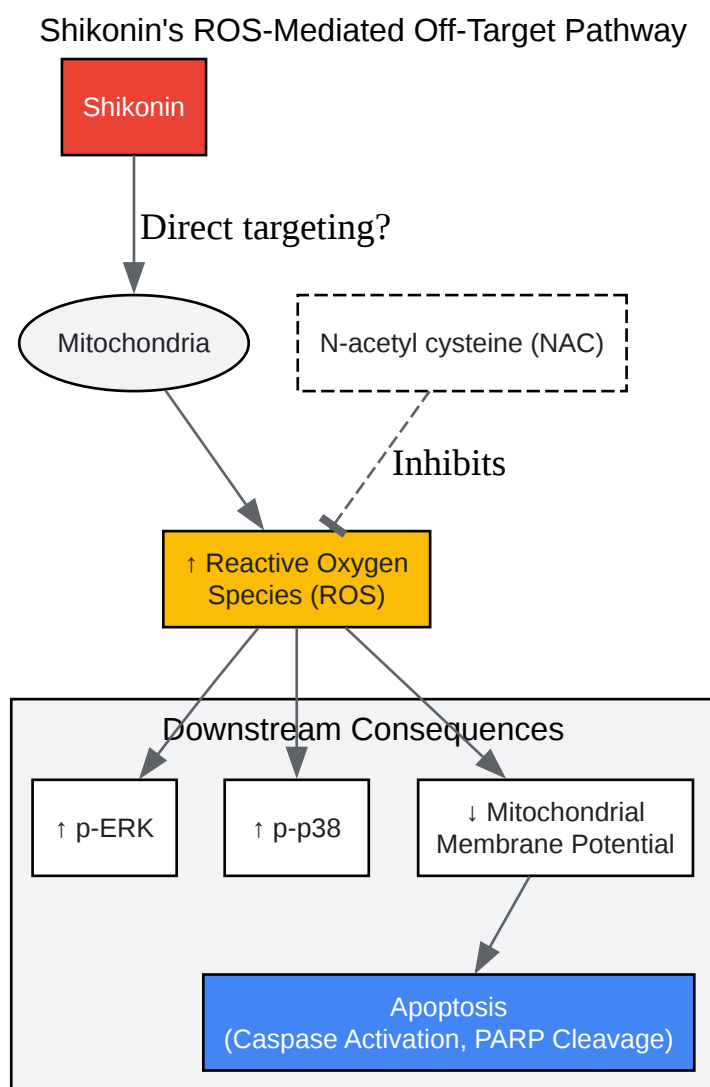 Shikonin's ROS-Mediated Off-Target Pathway
Shikonin
Direct targeting?
Mitochondria
N-acetyl cysteine (NAC)
Inhibits
↑ Reactive Oxygen
Species (ROS)
Downstream Consequences
↑ p-ERK
↑ p-p38
↓ Mitochondrial
Membrane Potential
Apoptosis
(Caspase Activation, PARP Cleavage)